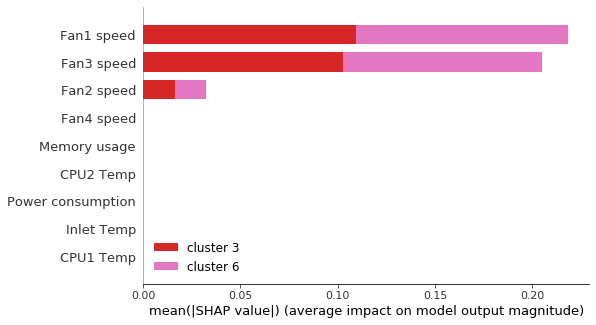 Fan1 speed
Fan3 speed
Fan2 speed
Fan4 speed
Memory usage
CPU2 Temp
Power consumption
Inlet Temp
CPU1 Temp
cluster 3
cluster 6
0.00 0.05 0.10 0.15 0.20
mean(|SHAP value|) (average impact on model output magnitude)